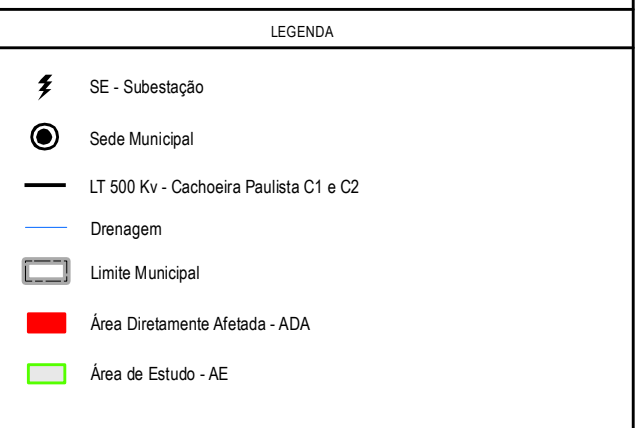 LEGENDA
SE - Subestação
Sede Municipal
LT 500 Kv - Cachoeira Paulista C1 e C2
Drenagem
Limite Municipal
Área Diretamente Afetada - ADA
Área de Estudo - AE